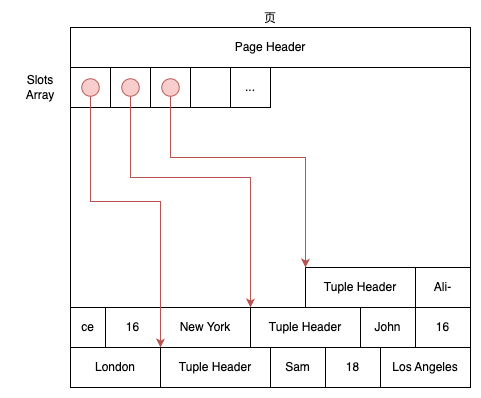 页
Page Header
Slots
Array
...
Tuple Header Ali-
ce 16 New York Tuple Header John 16
London Tuple Header Sam 18 Los Angeles